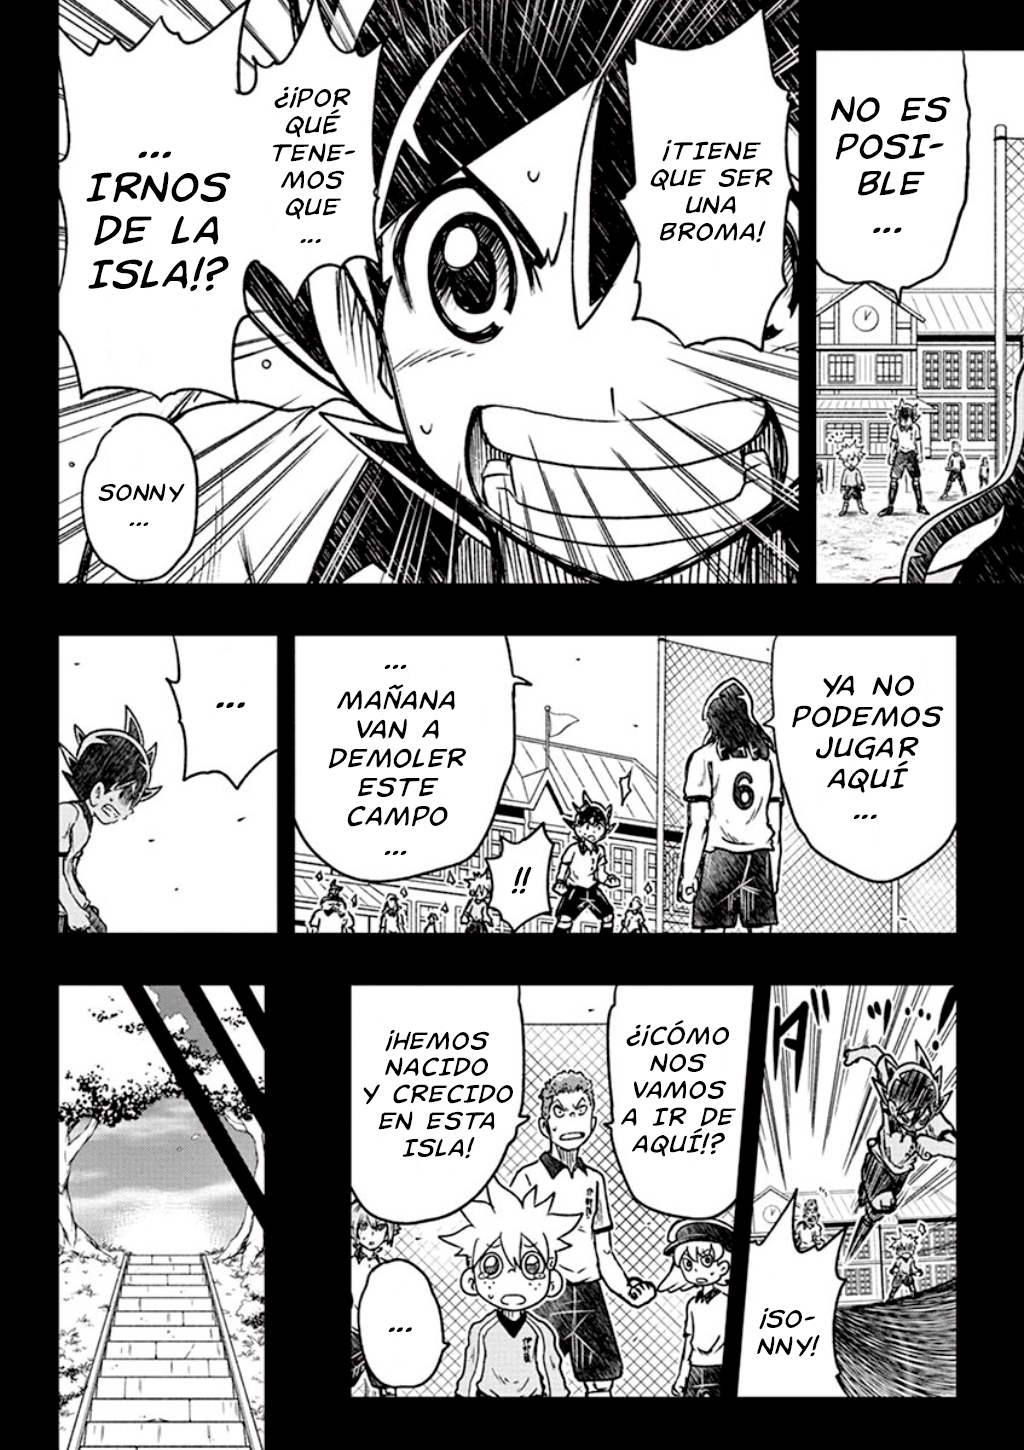 NO ES
POSI-
BLE
...
¡TIENE
QUE SER
UNA
BROMA!
¿¡POR
QUÉ
TENE-
MOS
QUE
...
...
IRNOS
DE LA
ISLA!?
SONNY
...
YA NO
PODEMOS
JUGAR
AQUÍ
...
6
...
MAÑANA
VAN A
DEMOLER
ESTE
CAMPO
...
!!
...
¡SO-
NNY!
¿¡CÓMO
NOS
VAMOS
A IR DE
AQUÍ!?
¡HEMOS
NACIDO
Y CRECIDO
EN ESTA
ISLA!
...